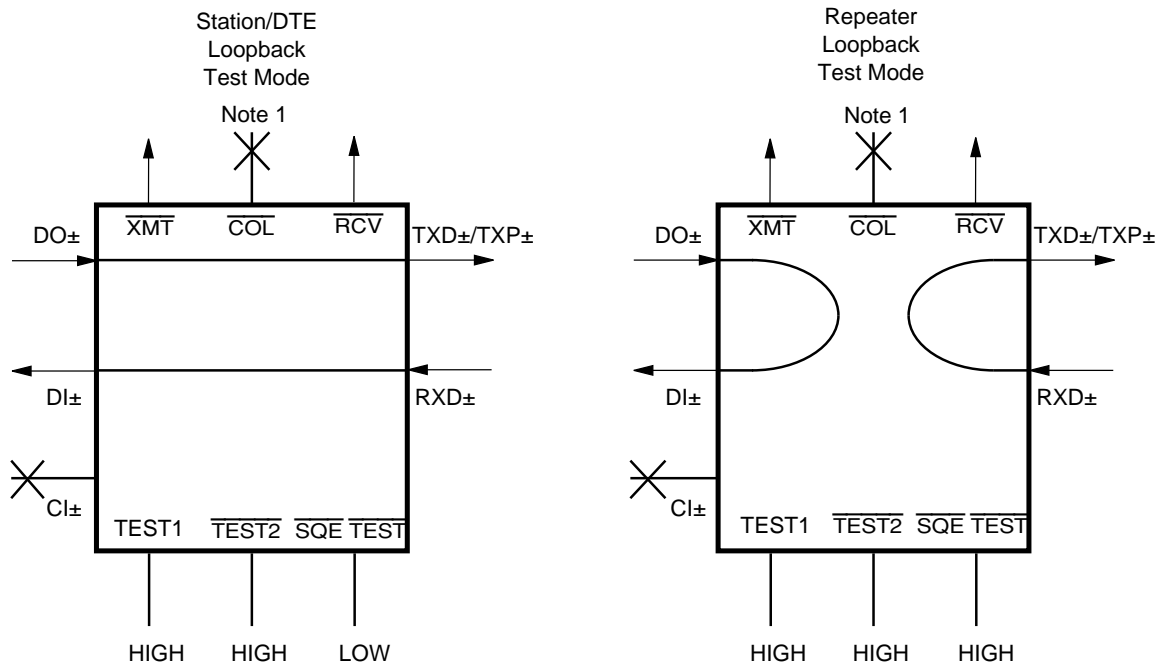 Station/DTE
Loopback
Test Mode
Note 1
XMT COL RCV
DO± TXD±/TXP±
DI± RXD±
CI±
TEST1 TEST2 SQE TEST
HIGH HIGH LOW
Repeater
Loopback
Test Mode
Note 1
XMT COL RCV
DO± TXD±/TXP±
DI± RXD±
CI±
TEST1 TEST2 SQE TEST
HIGH HIGH HIGH